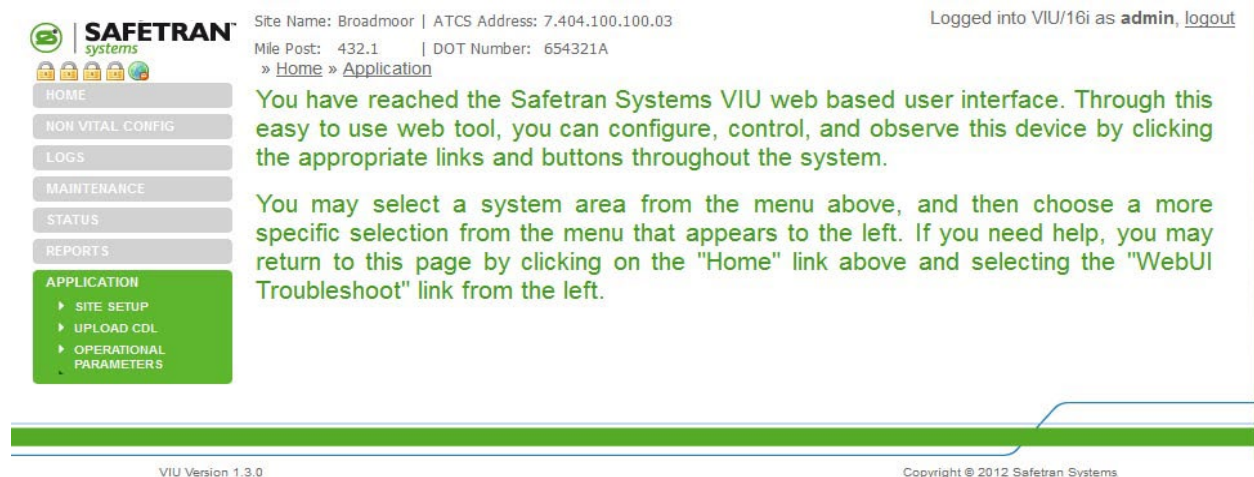 SAFETRAN™
systems
Site Name: Broadmoor | ATCS Address: 7.404.100.100.03
Logged into VIU/16i as admin, logout
Mile Post: 432.1 | DOT Number: 654321A
» Home » Application
HOME
NON VITAL CONFIG
LOGS
MAINTENANCE
STATUS
REPORTS
APPLICATION
SITE SETUP
UPLOAD CDL
OPERATIONAL
PARAMETERS
You have reached the Safetran Systems VIU web based user interface. Through this
easy to use web tool, you can configure, control, and observe this device by clicking
the appropriate links and buttons throughout the system.
You may select a system area from the menu above, and then choose a more
specific selection from the menu that appears to the left. If you need help, you may
return to this page by clicking on the "Home" link above and selecting the "WebUI
Troubleshoot" link from the left.
VIU Version 1.3.0
Copyright © 2012 Safetran Systems